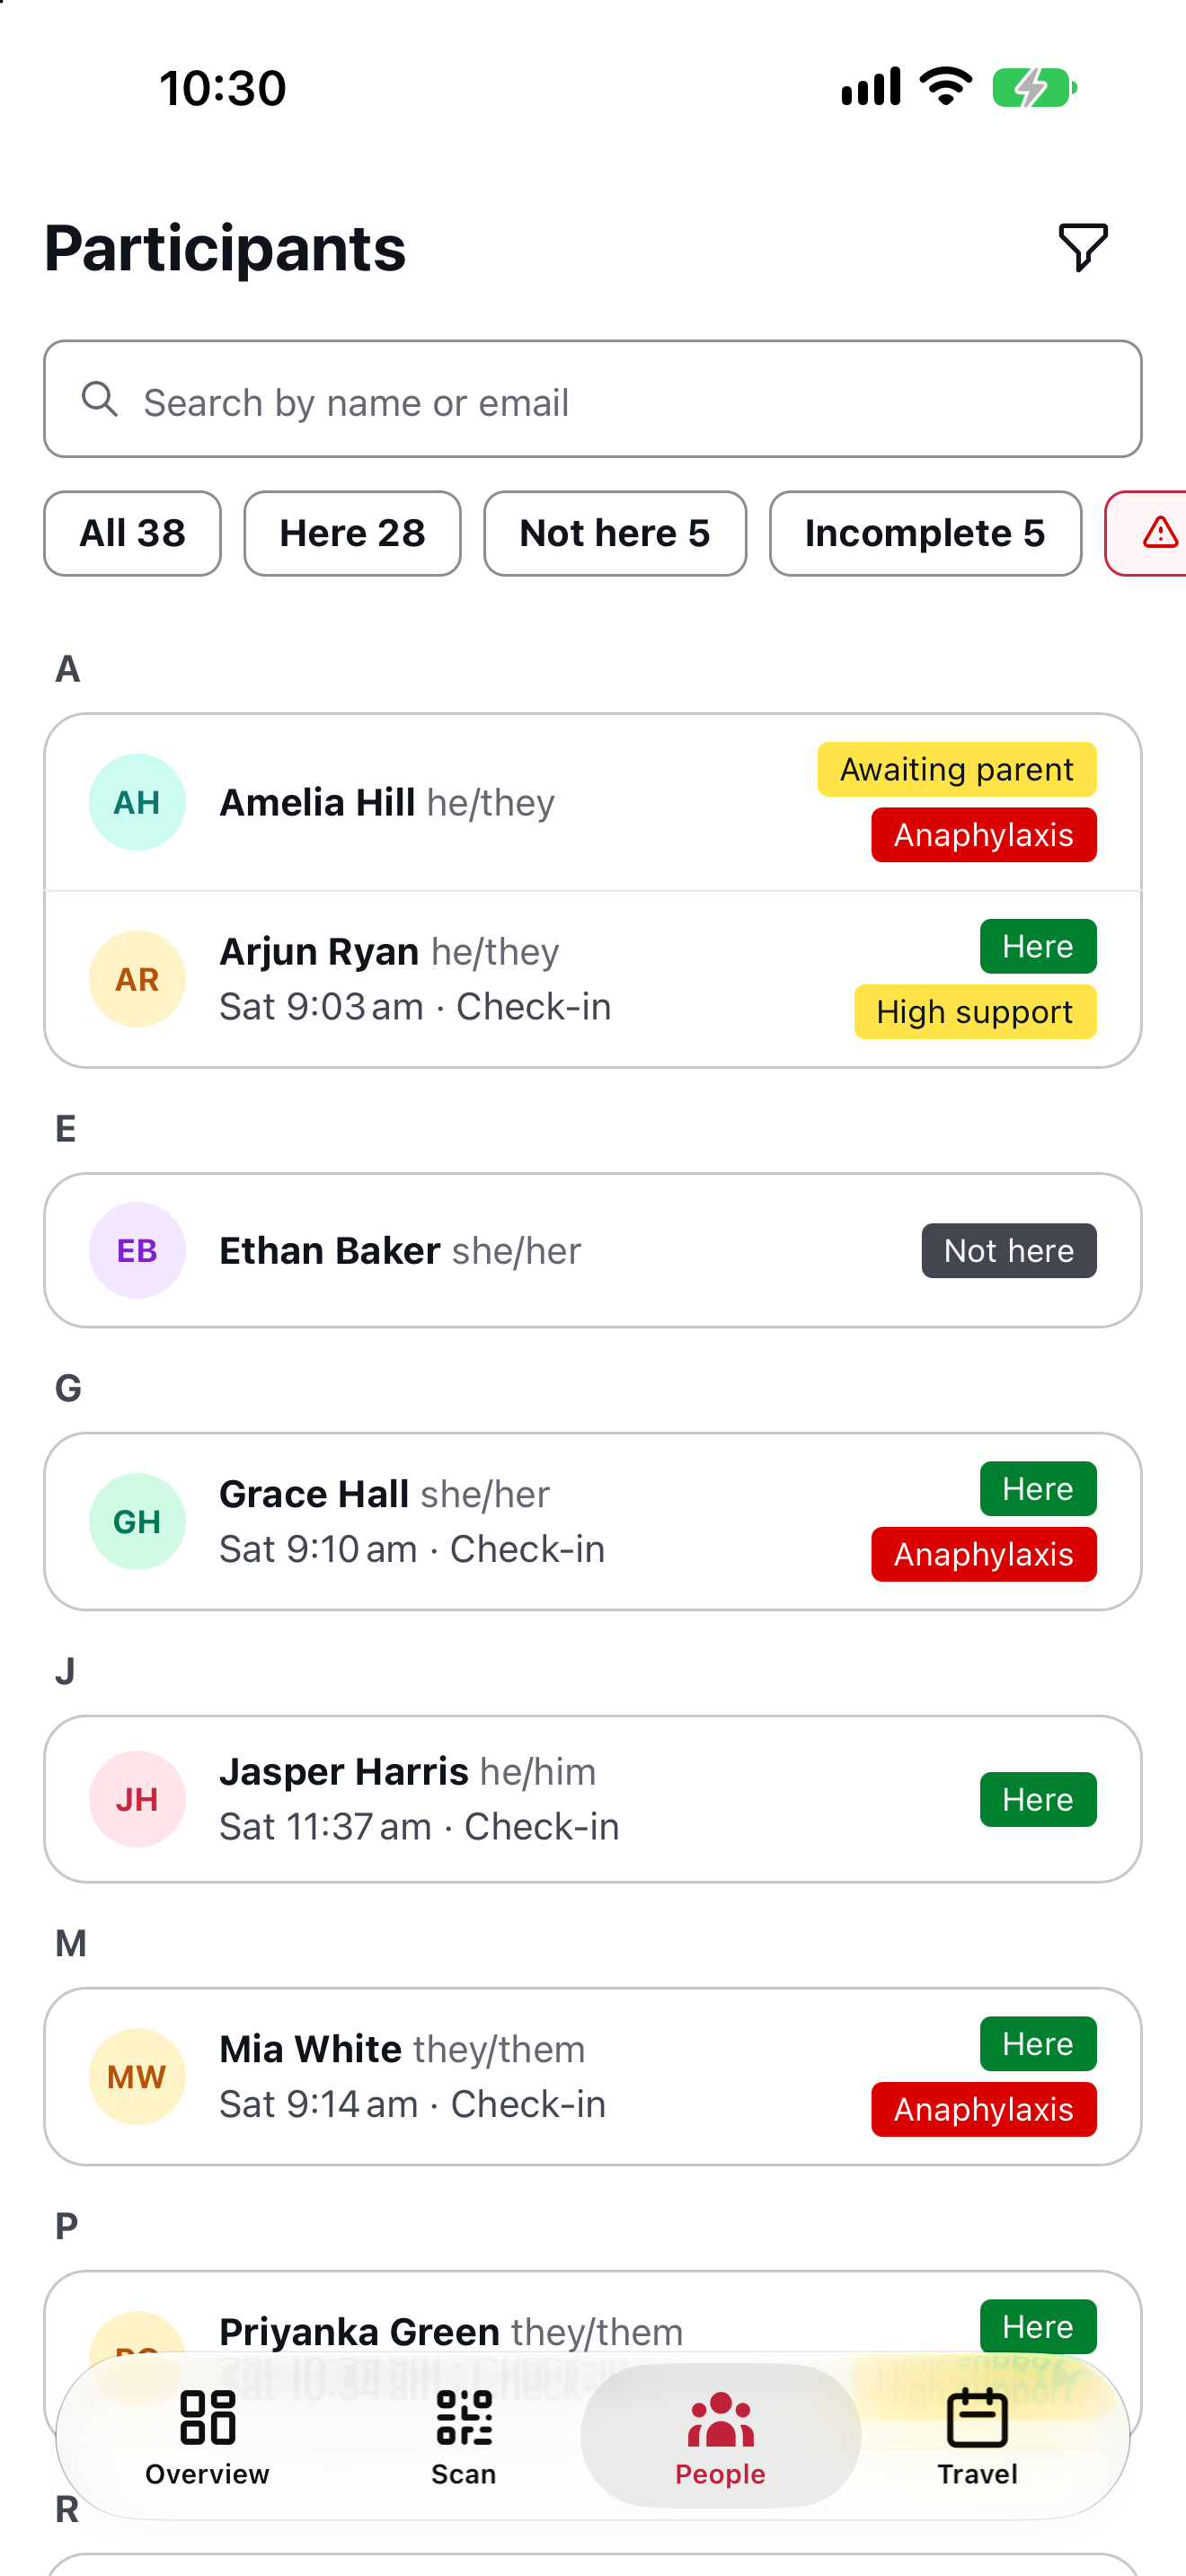 10:30
Participants
Search by name or email
All 38
Here 28
Not here 5
Incomplete 5
A
AH
Amelia Hill he/they
Awaiting parent
Anaphylaxis
AR
Arjun Ryan he/they
Sat 9:03 am · Check-in
Here
High support
E
EB
Ethan Baker she/her
Not here
G
GH
Grace Hall she/her
Sat 9:10 am · Check-in
Here
Anaphylaxis
J
JH
Jasper Harris he/him
Sat 11:37 am · Check-in
Here
M
MW
Mia White they/them
Sat 9:14 am · Check-in
Here
Anaphylaxis
P
Priyanka Green they/them
Here
High support
Overview
Scan
People
Travel
R